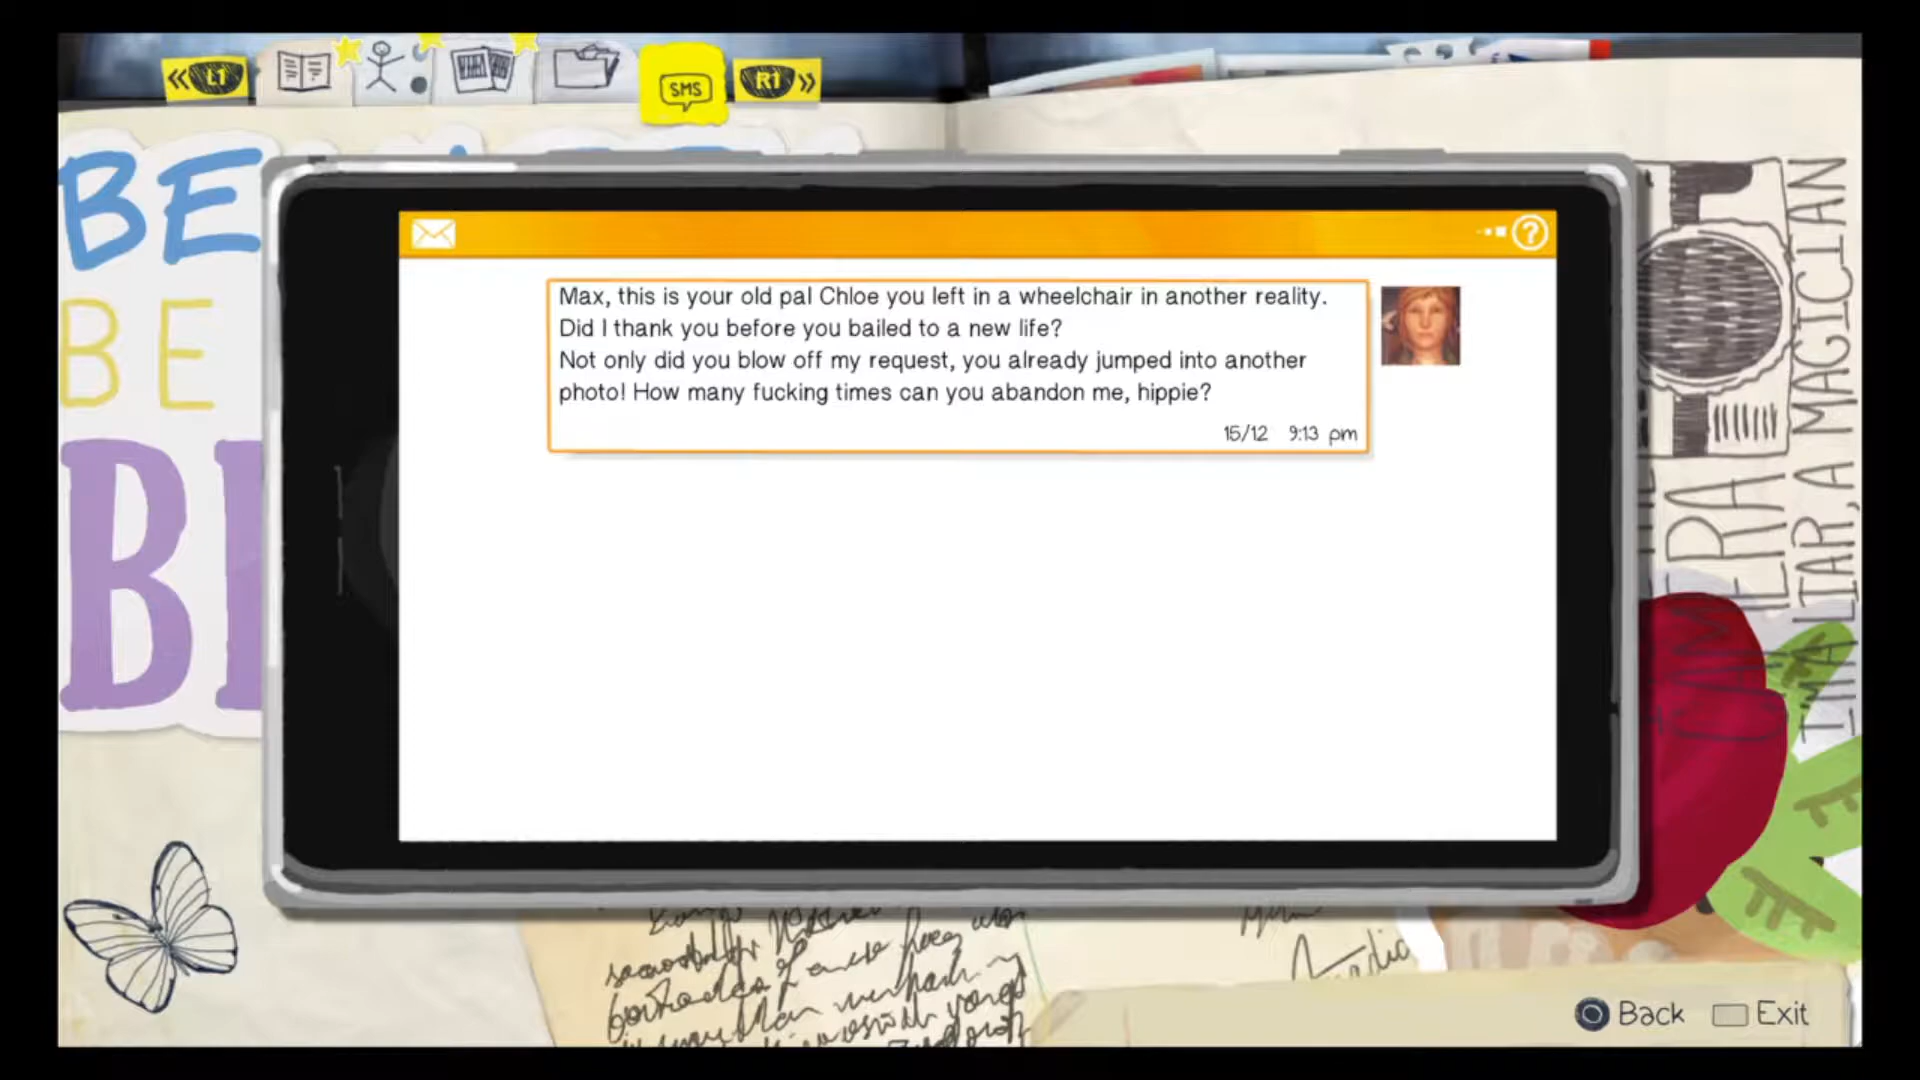 L1
SMS
R1
BE
BE
Max, this is your old pal Chloe you left in a wheelchair in another reality.
Did I thank you before you bailed to a new life?
Not only did you blow off my request, you already jumped into another
photo! How many fucking times can you abandon me, hippie?
15/12 9:13 pm
?
A MAGICIAN
LIAR, A
Back
Exit